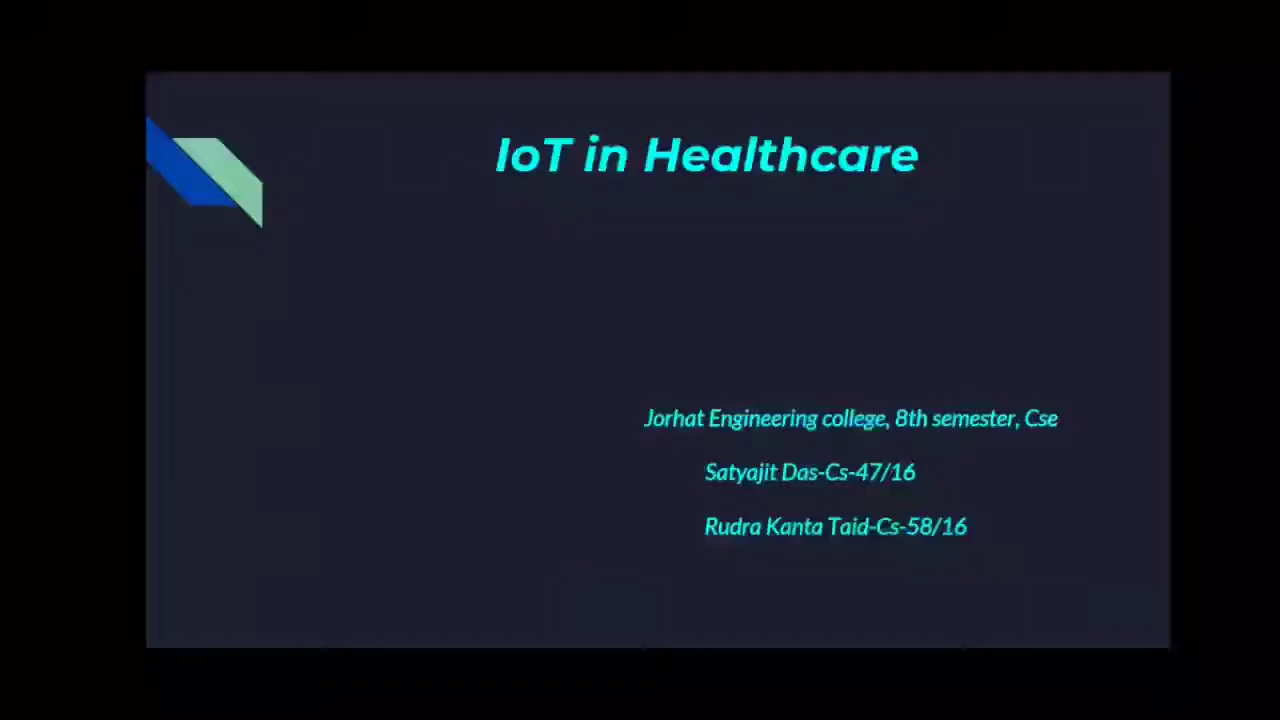 IoT in Healthcare
Jorhat Engineering college, 8th semester, Cse
Satyajit Das-Cs-47/16
Rudra Kanta Taid-Cs-58/16